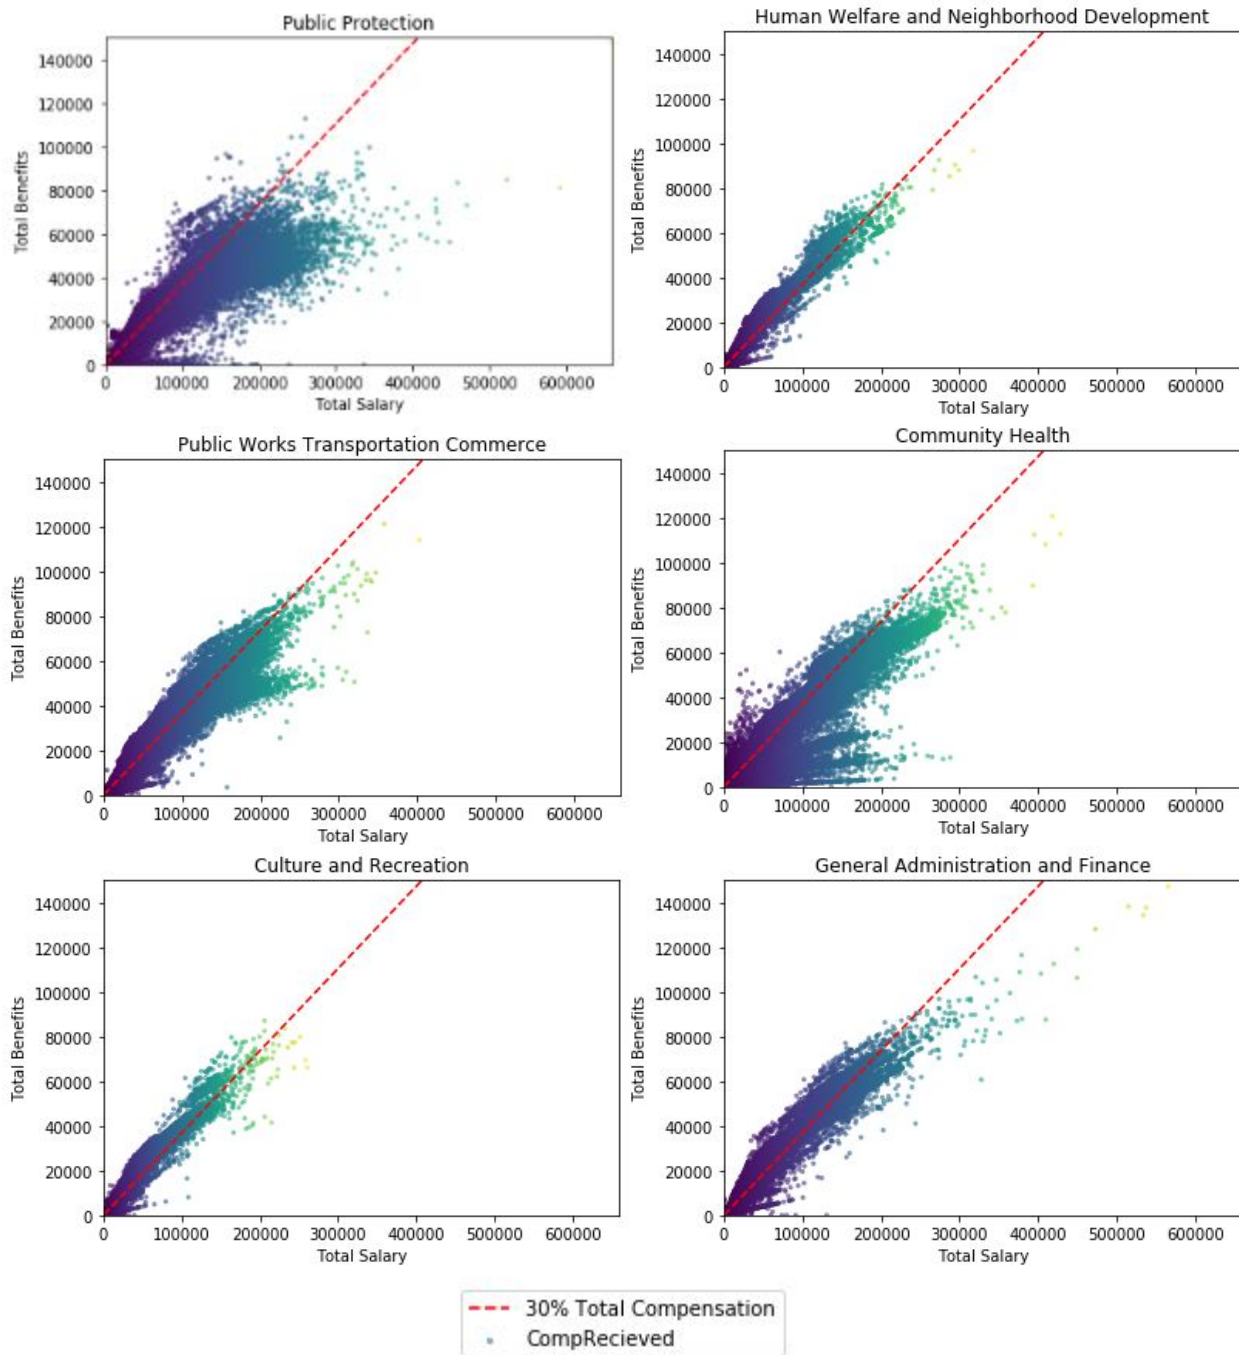 Public Protection
140000
120000
100000
80000
60000
40000
20000
0
Total Benefits
0 100000 200000 300000 400000 500000 600000
Total Salary
Human Welfare and Neighborhood Development
140000
120000
100000
80000
60000
40000
20000
0
Total Benefits
0 100000 200000 300000 400000 500000 600000
Total Salary
Public Works Transportation Commerce
140000
120000
100000
80000
60000
40000
20000
0
Total Benefits
0 100000 200000 300000 400000 500000 600000
Total Salary
Community Health
140000
120000
100000
80000
60000
40000
20000
0
Total Benefits
0 100000 200000 300000 400000 500000 600000
Total Salary
Culture and Recreation
140000
120000
100000
80000
60000
40000
20000
0
Total Benefits
0 100000 200000 300000 400000 500000 600000
Total Salary
General Administration and Finance
140000
120000
100000
80000
60000
40000
20000
0
Total Benefits
0 100000 200000 300000 400000 500000 600000
Total Salary
30% Total Compensation
CompRecieved